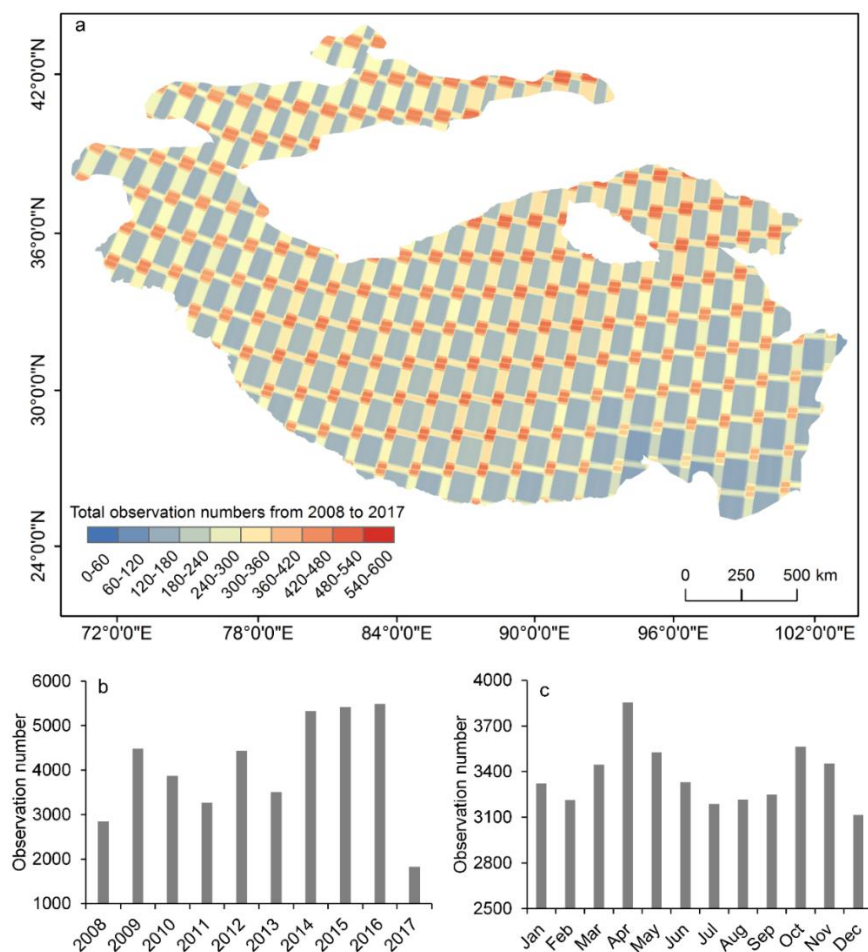 a
42°0'0"N
36°0'0"N
30°0'0"N
24°0'0"N
Total observation numbers from 2008 to 2017
0-60
60-120
120-180
180-240
240-300
300-360
360-420
420-480
480-540
540-600
0 250 500 km
72°0'0"E 78°0'0"E 84°0'0"E 90°0'0"E 96°0'0"E 102°0'0"E
b
Observation number
6000
5000
4000
3000
2000
1000
2008 2009 2010 2011 2012 2013 2014 2015 2016 2017
c
Observation number
4000
3700
3400
3100
2800
2500
Jan Feb Mar Apr May Jun Jul Aug Sep Oct Nov Dec